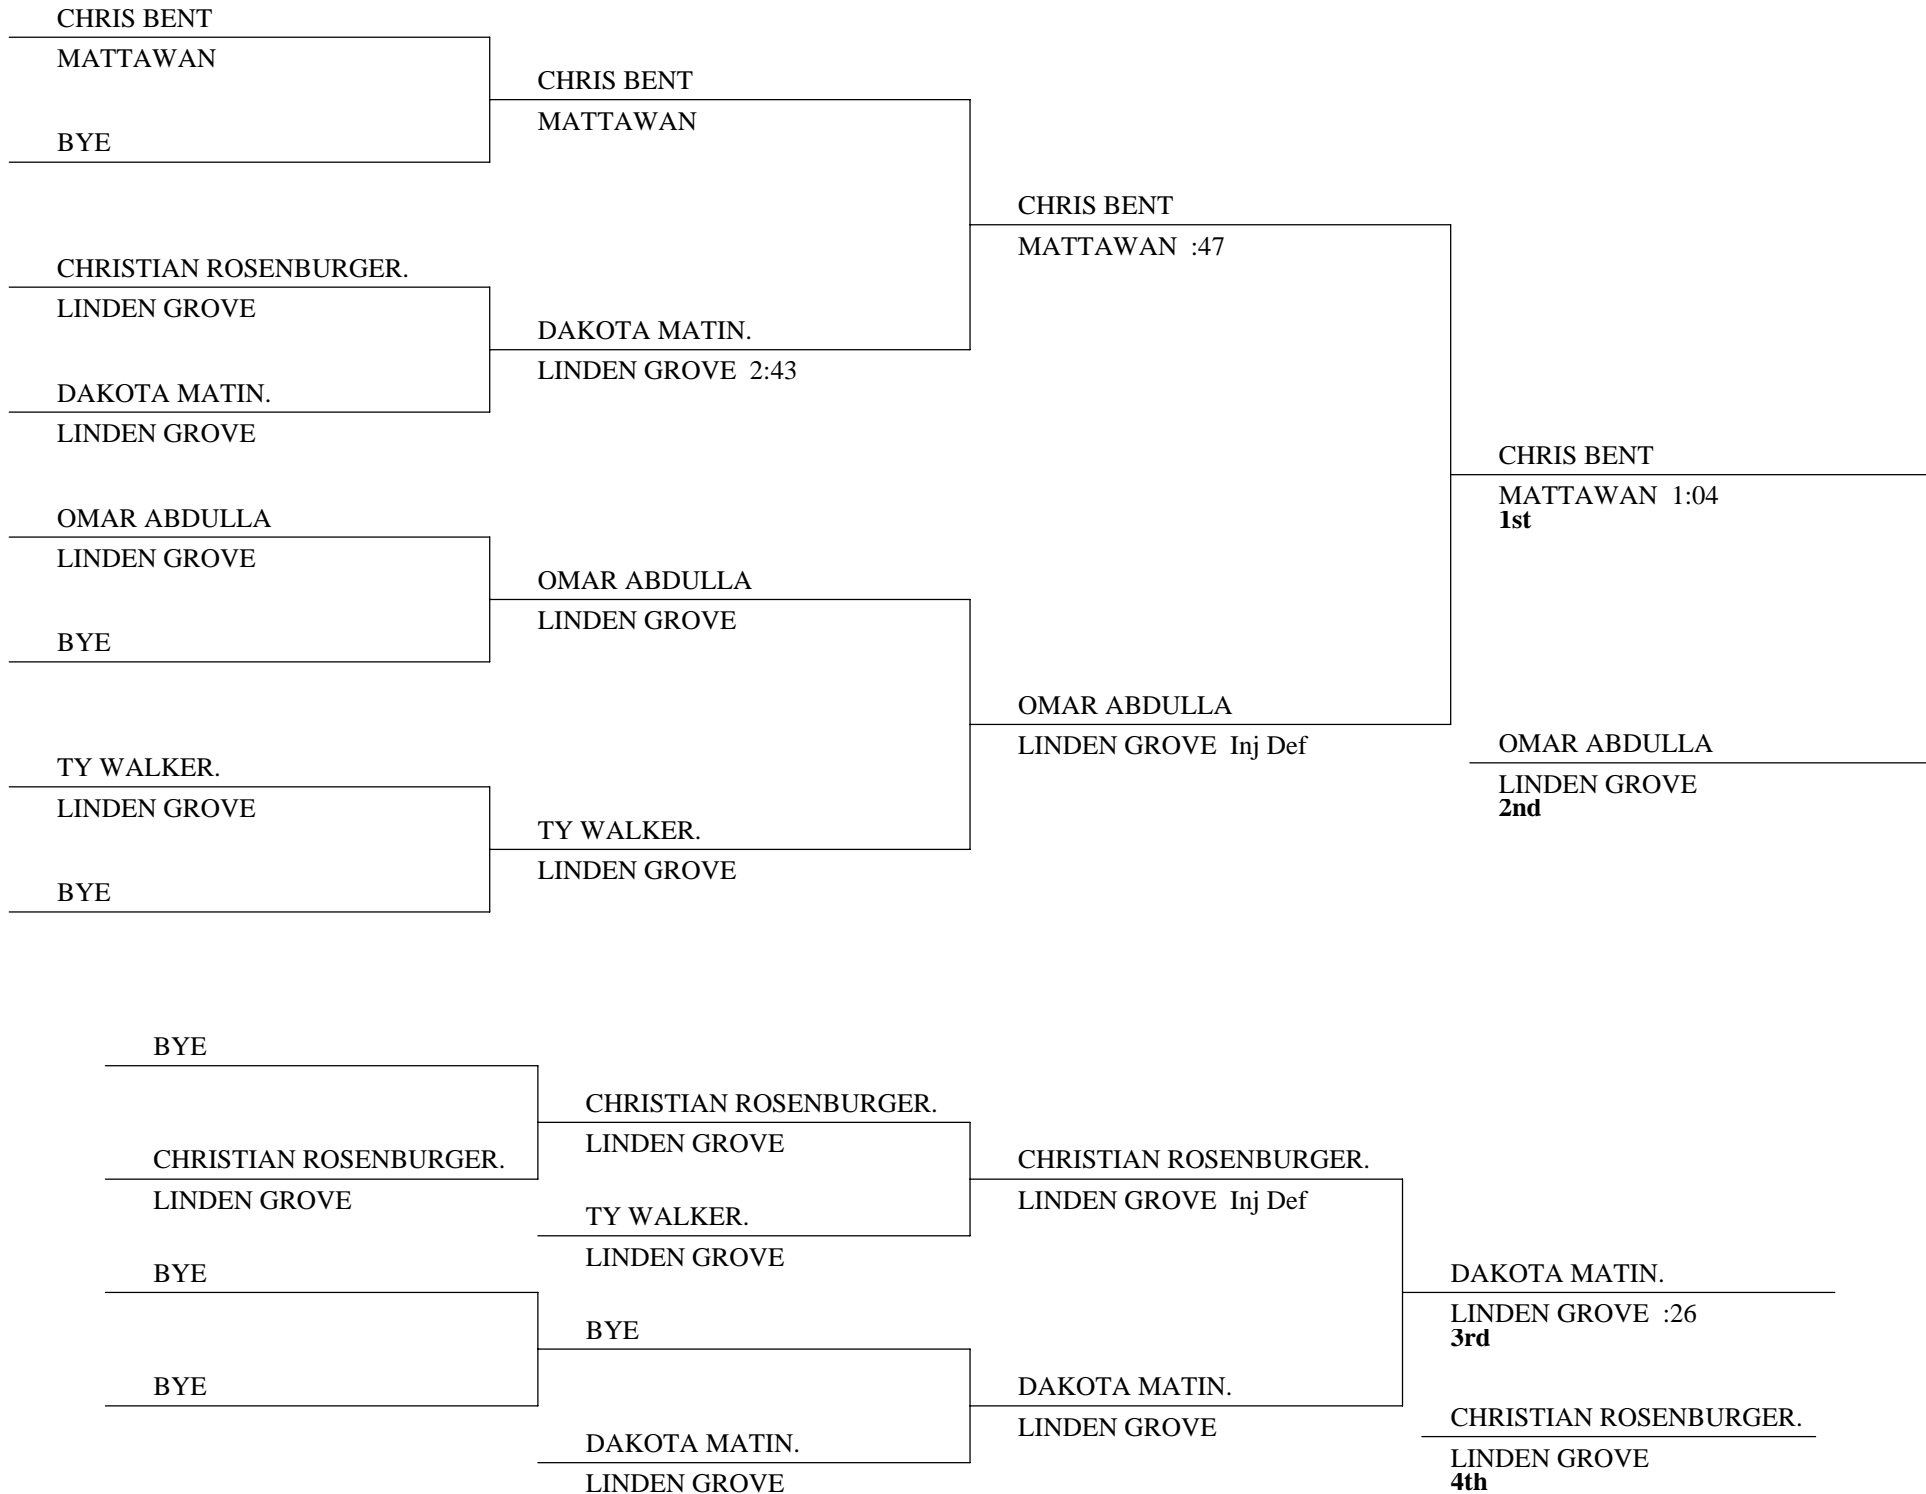 CHRIS BENT
MATTAWAN
BYE
CHRISTIAN ROSENBURGER.
LINDEN GROVE
DAKOTA MATIN.
LINDEN GROVE
OMAR ABDULLA
LINDEN GROVE
BYE
TY WALKER.
LINDEN GROVE
BYE
CHRIS BENT
MATTAWAN
DAKOTA MATIN.
LINDEN GROVE 2:43
OMAR ABDULLA
LINDEN GROVE
TY WALKER.
LINDEN GROVE
CHRIS BENT
MATTAWAN :47
OMAR ABDULLA
LINDEN GROVE Inj Def
CHRIS BENT
MATTAWAN 1:04
1st
OMAR ABDULLA
LINDEN GROVE
2nd
BYE
CHRISTIAN ROSENBURGER.
LINDEN GROVE
BYE
BYE
CHRISTIAN ROSENBURGER.
LINDEN GROVE
TY WALKER.
LINDEN GROVE
BYE
DAKOTA MATIN.
LINDEN GROVE
CHRISTIAN ROSENBURGER.
LINDEN GROVE Inj Def
DAKOTA MATIN.
LINDEN GROVE
DAKOTA MATIN.
LINDEN GROVE :26
3rd
CHRISTIAN ROSENBURGER.
LINDEN GROVE
4th